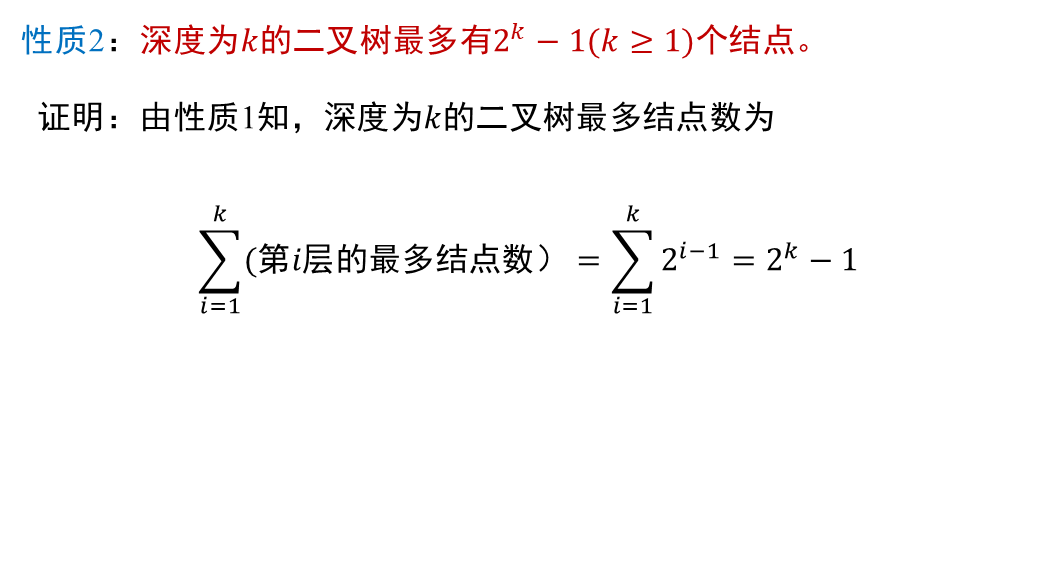 性质2：深度为k的二叉树最多有2^k − 1(k ≥ 1)个结点。
证明：由性质1知，深度为k的二叉树最多结点数为
∑_{i=1}^{k}(第i层的最多结点数） = ∑_{i=1}^{k} 2^{i−1} = 2^k − 1